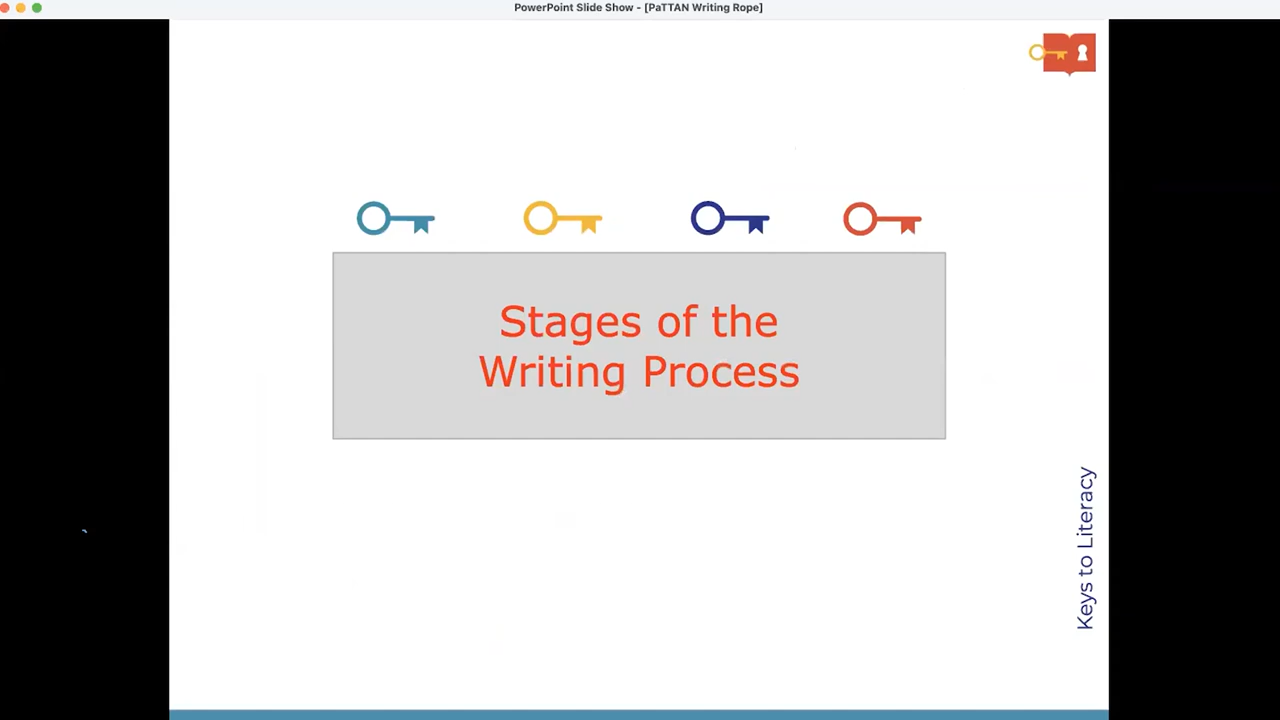 PowerPoint Slide Show - [PaTTAN Writing Rope]
Stages of the
Writing Process
Keys to Literacy